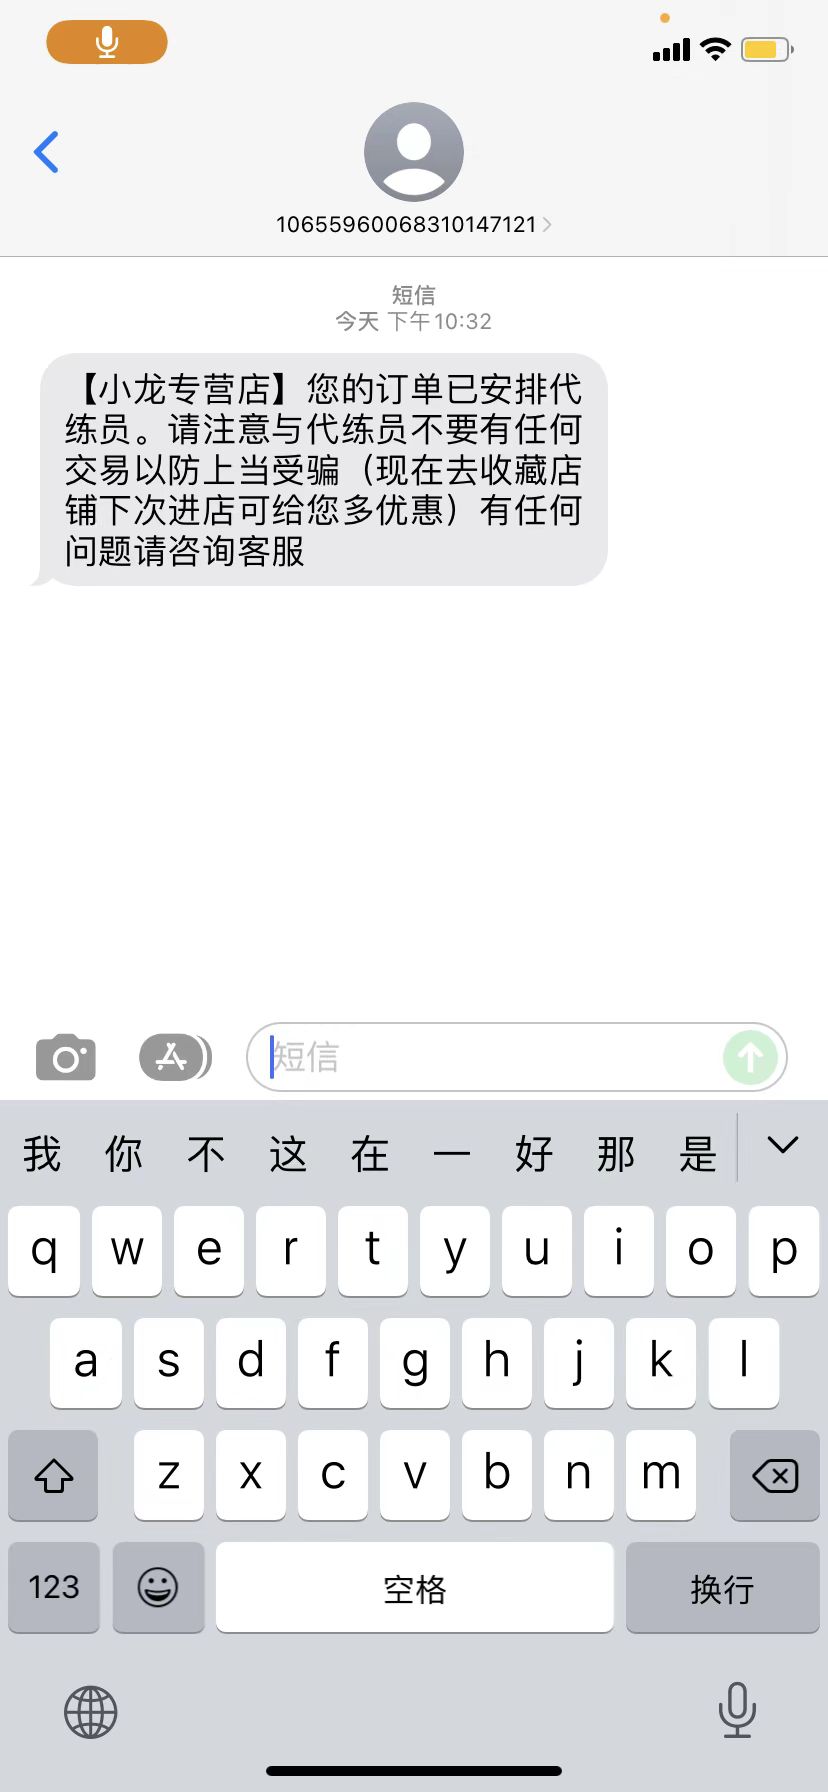 10655960068310147121
短信
今天 下午10:32
【小龙专营店】您的订单已安排代
练员。请注意与代练员不要有任何
交易以防上当受骗（现在去收藏店
铺下次进店可给您多优惠）有任何
问题请咨询客服
短信
我 你 不 这 在 一 好 那 是
q w e r t y u i o p
a s d f g h j k l
z x c v b n m
123 空格 换行